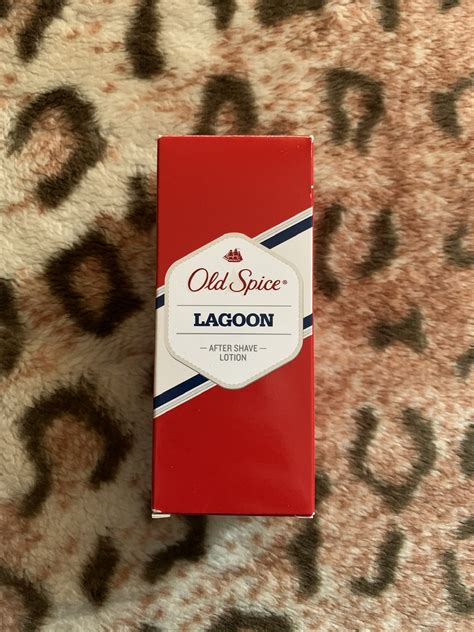 Old Spice®
LAGOON
— AFTER SHAVE —
LOTION